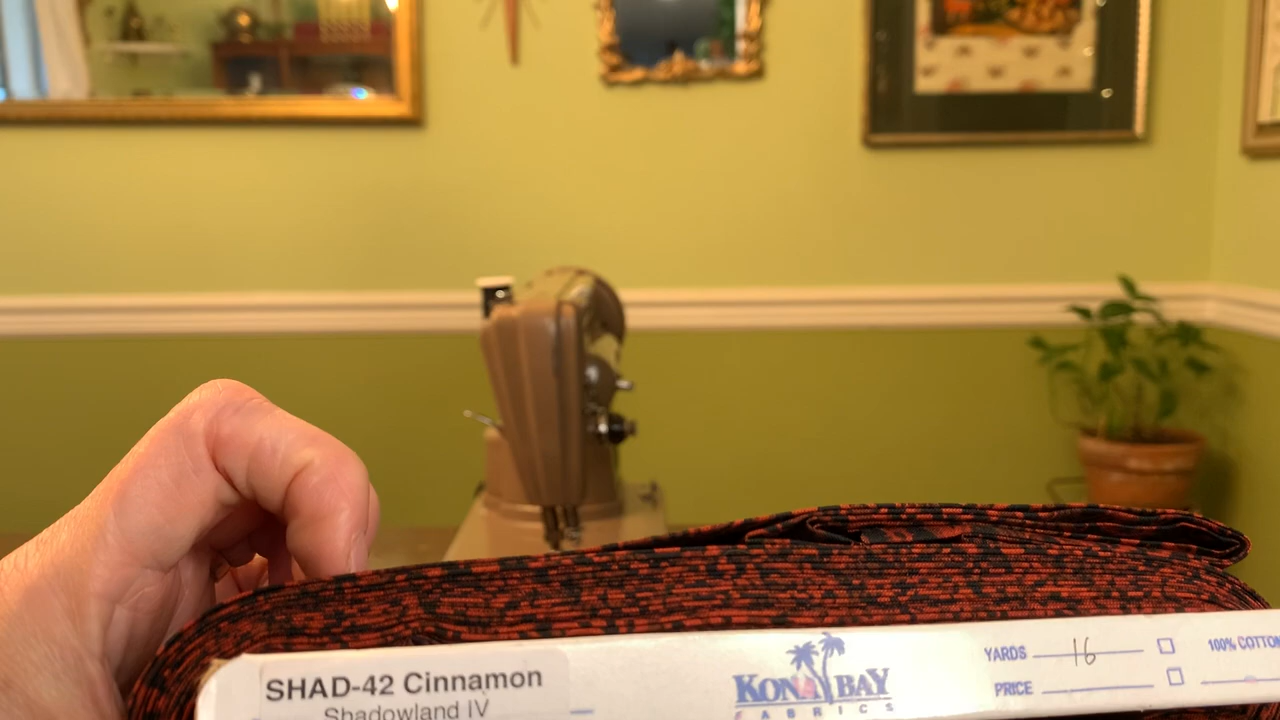 SHAD-42 Cinnamon
Shadowland IV
KONA BAY
FABRICS
YARDS 16
PRICE
100% COTTON